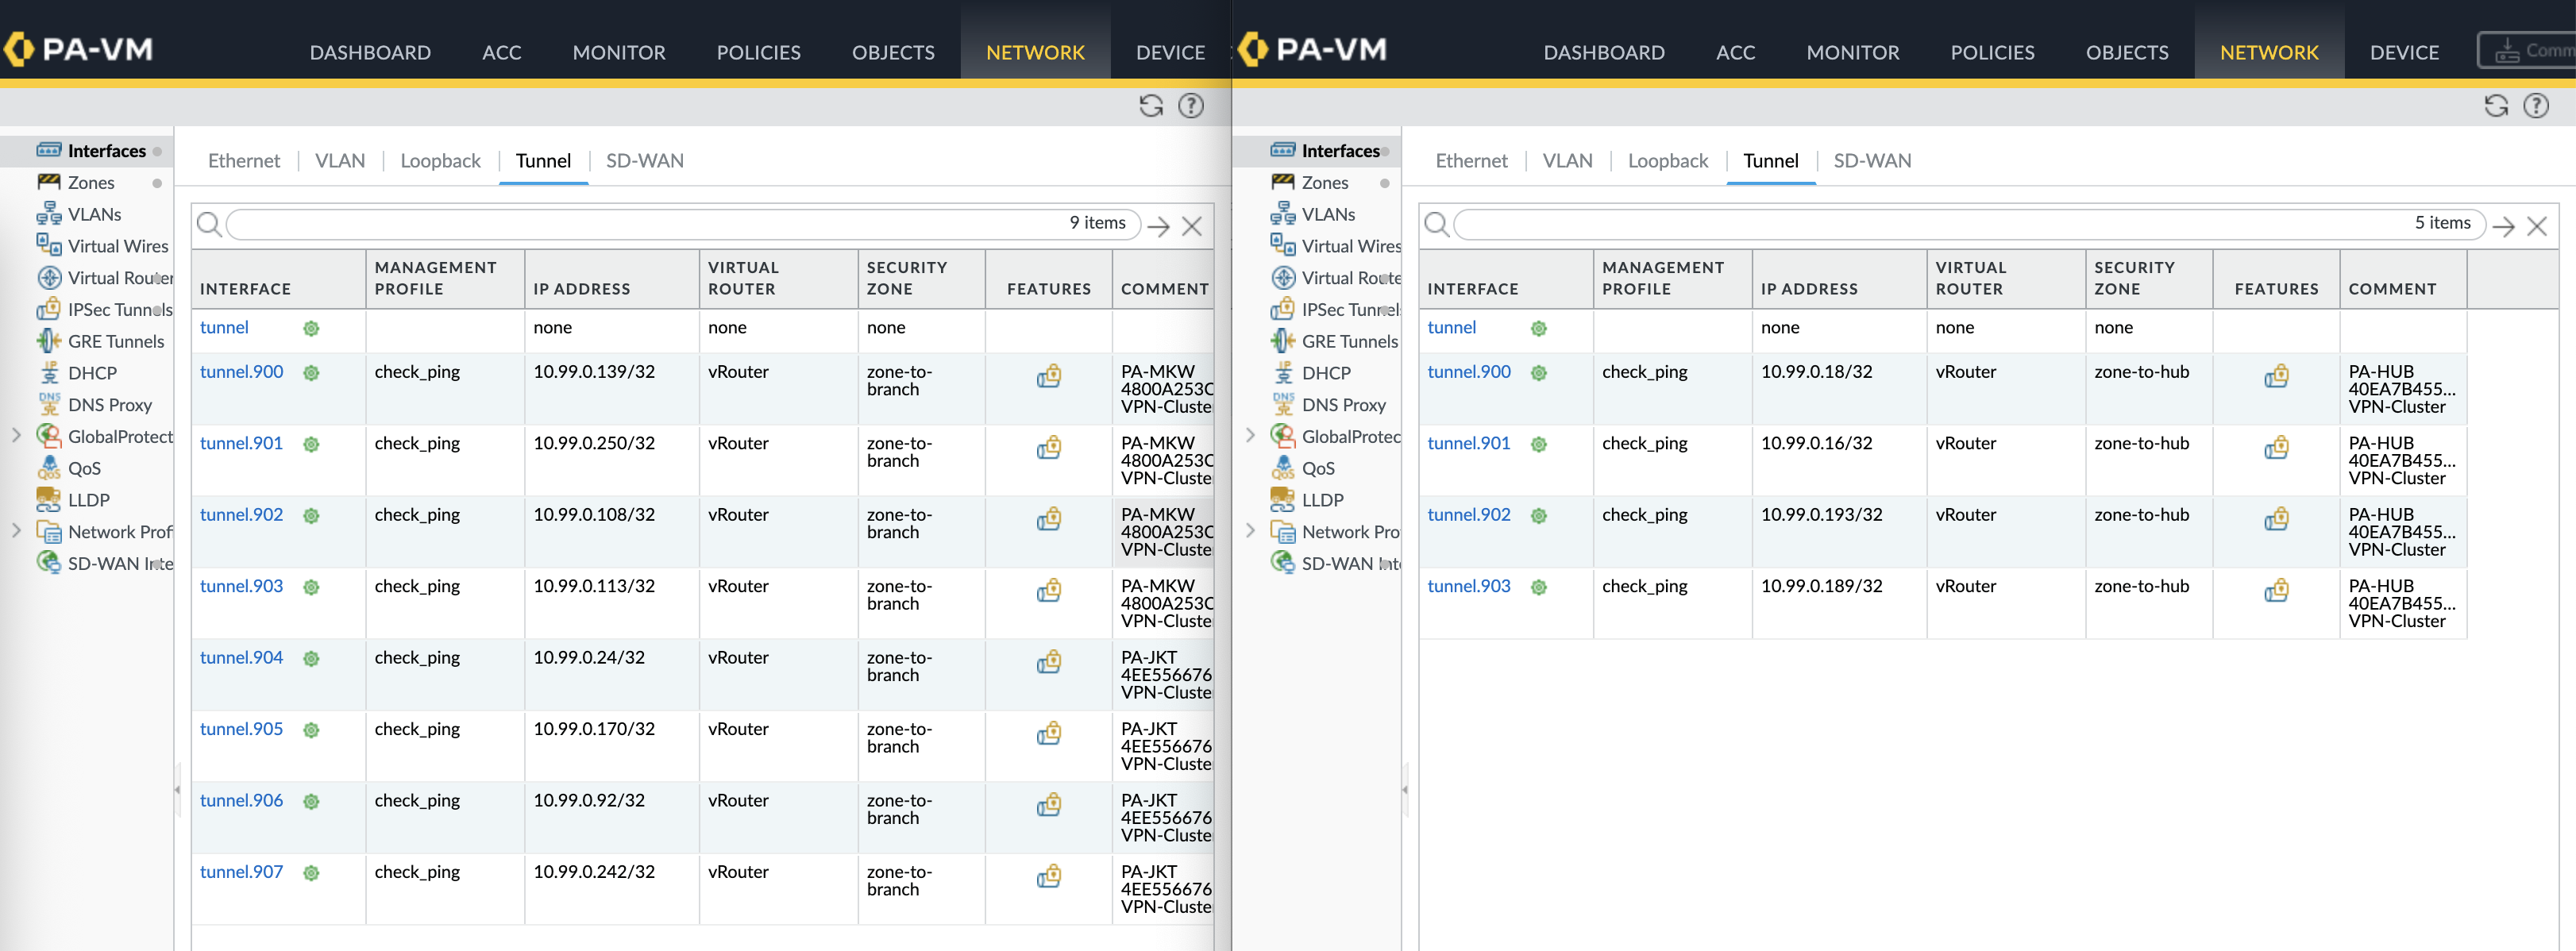 PA-VM
DASHBOARD ACC MONITOR POLICIES OBJECTS NETWORK DEVICE
Interfaces
Zones
VLANs
Virtual Wires
Virtual Router
IPSec Tunnels
GRE Tunnels
DHCP
DNS Proxy
GlobalProtect
QoS
LLDP
Network Prof
SD-WAN Inte
Ethernet VLAN Loopback Tunnel SD-WAN
9 items
INTERFACE MANAGEMENT PROFILE IP ADDRESS VIRTUAL ROUTER SECURITY ZONE FEATURES COMMENT
tunnel none none none
tunnel.900 check_ping 10.99.0.139/32 vRouter zone-to-branch PA-MKW 4800A253C VPN-Cluste
tunnel.901 check_ping 10.99.0.250/32 vRouter zone-to-branch PA-MKW 4800A253C VPN-Cluste
tunnel.902 check_ping 10.99.0.108/32 vRouter zone-to-branch PA-MKW 4800A253C VPN-Cluste
tunnel.903 check_ping 10.99.0.113/32 vRouter zone-to-branch PA-MKW 4800A253C VPN-Cluste
tunnel.904 check_ping 10.99.0.24/32 vRouter zone-to-branch PA-JKT 4EE556676 VPN-Cluste
tunnel.905 check_ping 10.99.0.170/32 vRouter zone-to-branch PA-JKT 4EE556676 VPN-Cluste
tunnel.906 check_ping 10.99.0.92/32 vRouter zone-to-branch PA-JKT 4EE556676 VPN-Cluste
tunnel.907 check_ping 10.99.0.242/32 vRouter zone-to-branch PA-JKT 4EE556676 VPN-Cluste
PA-VM
DASHBOARD ACC MONITOR POLICIES OBJECTS NETWORK DEVICE Comm
Interfaces
Zones
VLANs
Virtual Wires
Virtual Route
IPSec Tunnels
GRE Tunnels
DHCP
DNS Proxy
GlobalProtec
QoS
LLDP
Network Pro
SD-WAN Inte
Ethernet VLAN Loopback Tunnel SD-WAN
5 items
INTERFACE MANAGEMENT PROFILE IP ADDRESS VIRTUAL ROUTER SECURITY ZONE FEATURES COMMENT
tunnel none none none
tunnel.900 check_ping 10.99.0.18/32 vRouter zone-to-hub PA-HUB 40EA7B455... VPN-Cluster
tunnel.901 check_ping 10.99.0.16/32 vRouter zone-to-hub PA-HUB 40EA7B455... VPN-Cluster
tunnel.902 check_ping 10.99.0.193/32 vRouter zone-to-hub PA-HUB 40EA7B455... VPN-Cluster
tunnel.903 check_ping 10.99.0.189/32 vRouter zone-to-hub PA-HUB 40EA7B455... VPN-Cluster